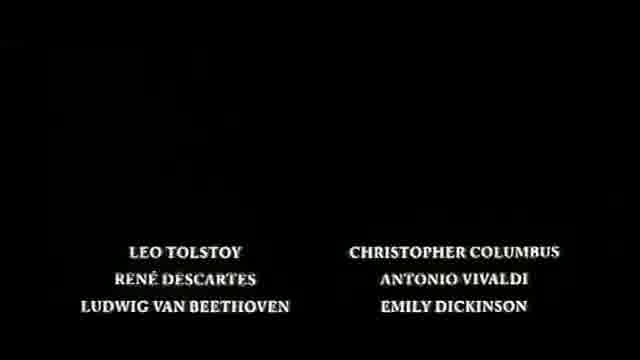 LEO TOLSTOY
CHRISTOPHER COLUMBUS
RENÉ DESCARTES
ANTONIO VIVALDI
LUDWIG VAN BEETHOVEN
EMILY DICKINSON